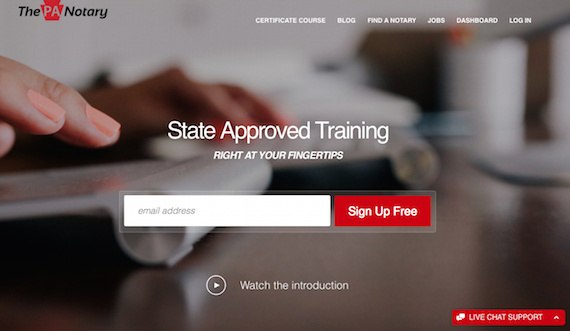 The PA Notary
CERTIFICATE COURSE BLOG FIND A NOTARY JOBS DASHBOARD LOG IN
State Approved Training
RIGHT AT YOUR FINGERTIPS
email address Sign Up Free
Watch the introduction
LIVE CHAT SUPPORT